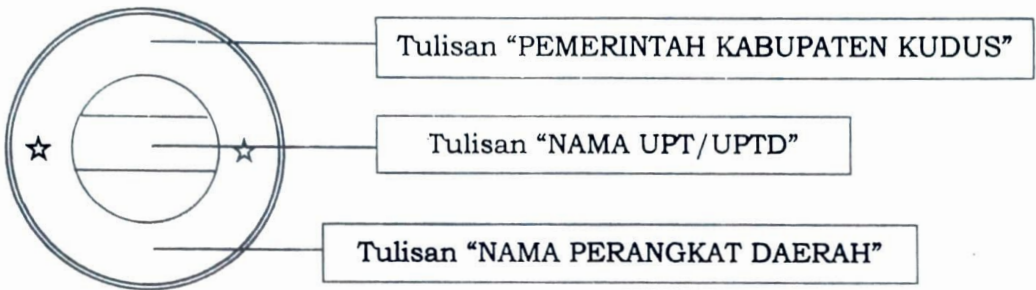 Tulisan “PEMERINTAH KABUPATEN KUDUS”
Tulisan “NAMA UPT/UPTD”
Tulisan “NAMA PERANGKAT DAERAH”